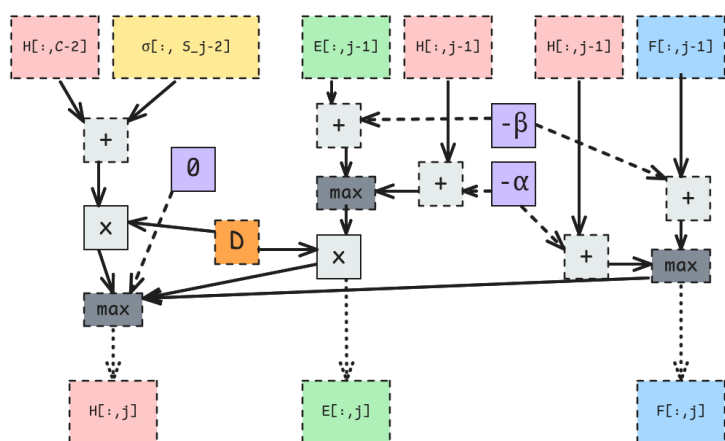 H[:,C-2]
σ[:, S_j-2]
E[:,j-1]
H[:,j-1]
H[:,j-1]
F[:,j-1]
+
0
+
-β
max
+
-α
+
x
D
x
+
max
max
H[:,j]
E[:,j]
F[:,j]